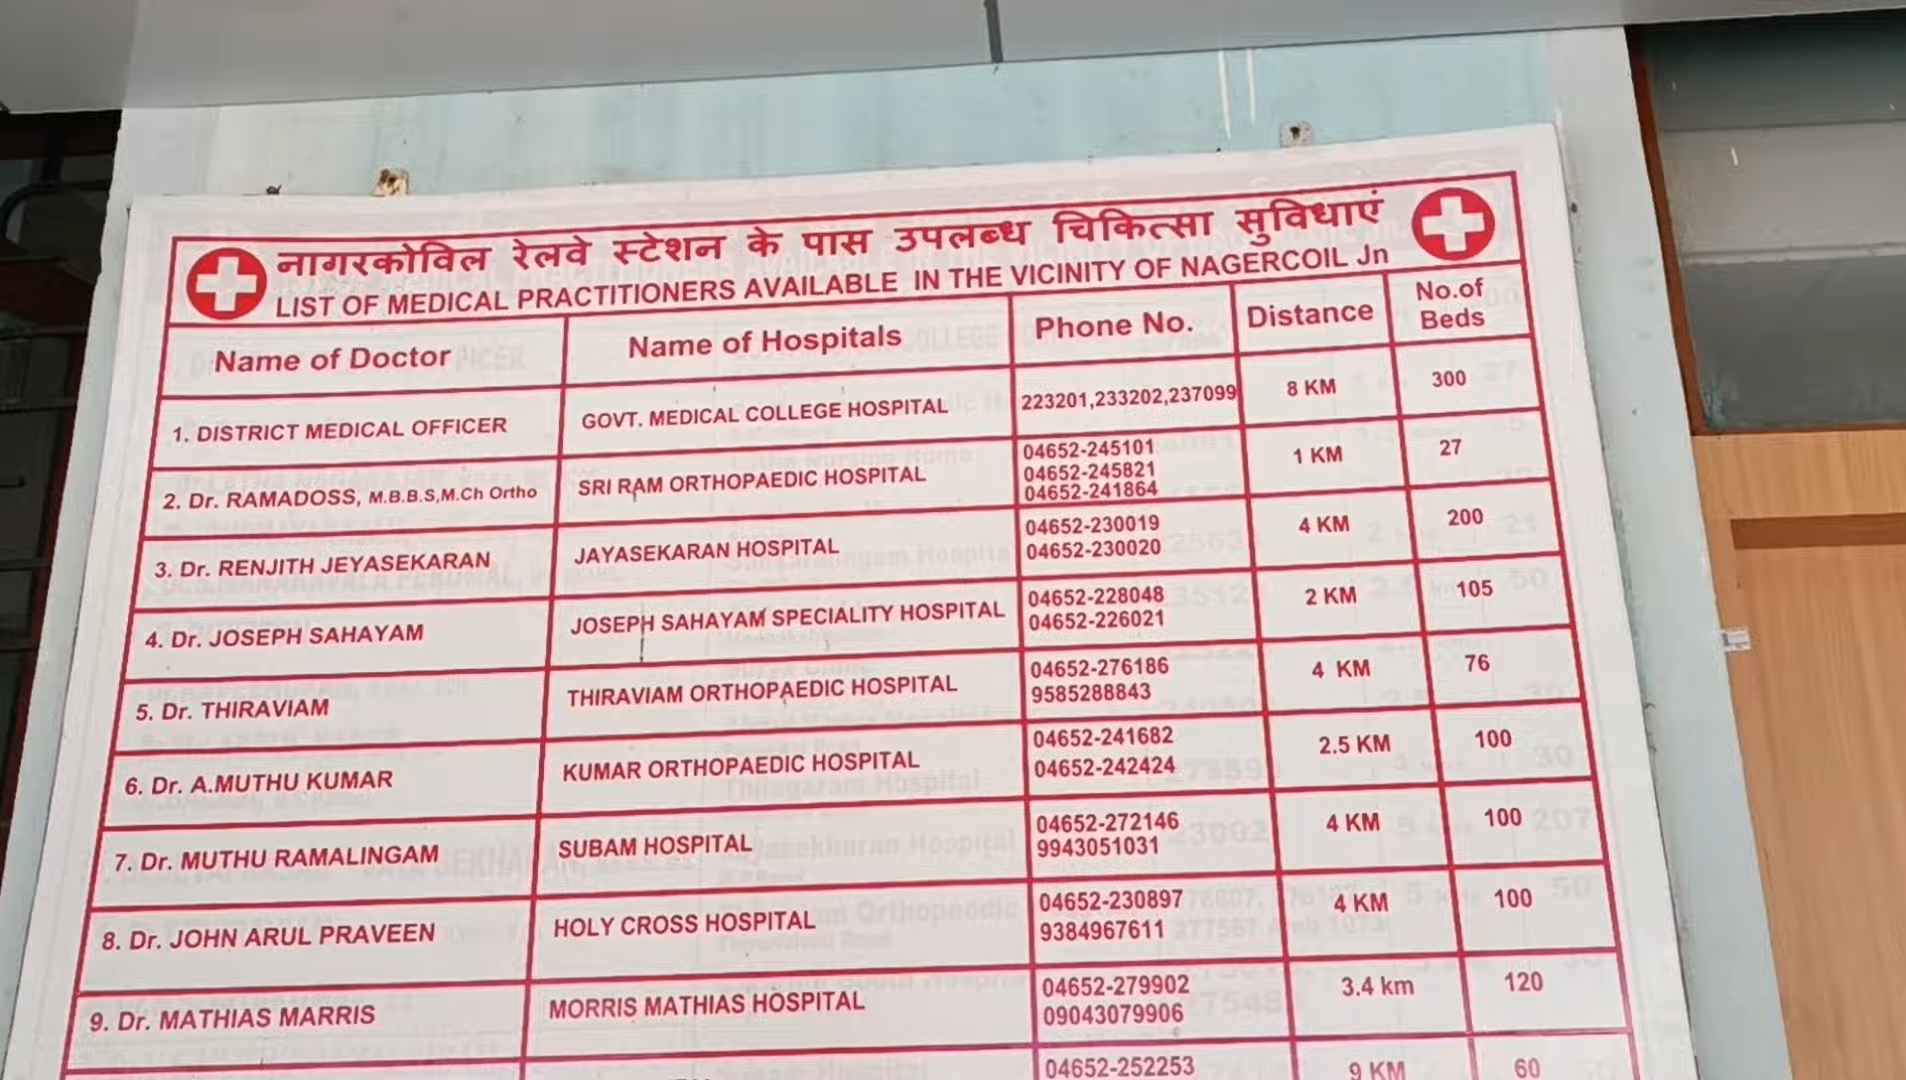 नागरकोविल रेलवे स्टेशन के पास उपलब्ध चिकित्सा सुविधाएं
LIST OF MEDICAL PRACTITIONERS AVAILABLE IN THE VICINITY OF NAGERCOIL Jn
Name of Doctor Name of Hospitals Phone No. Distance No.of Beds
1. DISTRICT MEDICAL OFFICER GOVT. MEDICAL COLLEGE HOSPITAL 223201,233202,237099 8 KM 300
2. Dr. RAMADOSS, M.B.B.S,M.Ch Ortho SRI RAM ORTHOPAEDIC HOSPITAL 04652-245101 1 KM 27
04652-245821
04652-241864
3. Dr. RENJITH JEYASEKARAN JAYASEKARAN HOSPITAL 04652-230019 4 KM 200
04652-230020
4. Dr. JOSEPH SAHAYAM JOSEPH SAHAYAM SPECIALITY HOSPITAL 04652-228048 2 KM 105
04652-226021
5. Dr. THIRAVIAM THIRAVIAM ORTHOPAEDIC HOSPITAL 04652-276186 4 KM 76
9585288843
6. Dr. A.MUTHU KUMAR KUMAR ORTHOPAEDIC HOSPITAL 04652-241682 2.5 KM 100
04652-242424
7. Dr. MUTHU RAMALINGAM SUBAM HOSPITAL 04652-272146 4 KM 100
9943051031
8. Dr. JOHN ARUL PRAVEEN HOLY CROSS HOSPITAL 04652-230897 4 KM 100
9384967611
9. Dr. MATHIAS MARRIS MORRIS MATHIAS HOSPITAL 04652-279902 3.4 km 120
09043079906
04652-252253 9 KM 60